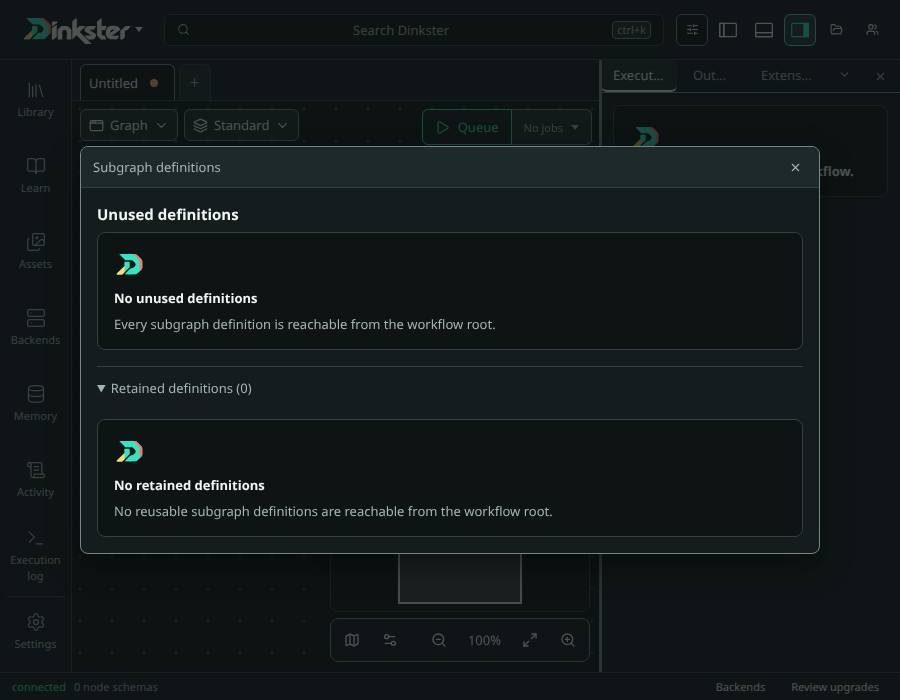 Dinkster
Search Dinkster
ctrl+k
Untitled
+
Execut...
Out...
Extens...
Library
Learn
Assets
Backends
Memory
Activity
Execution
log
Settings
Graph
Standard
Queue
No jobs
flow.
Subgraph definitions
Unused definitions
No unused definitions
Every subgraph definition is reachable from the workflow root.
Retained definitions (0)
No retained definitions
No reusable subgraph definitions are reachable from the workflow root.
100%
connected
0 node schemas
Backends
Review upgrades